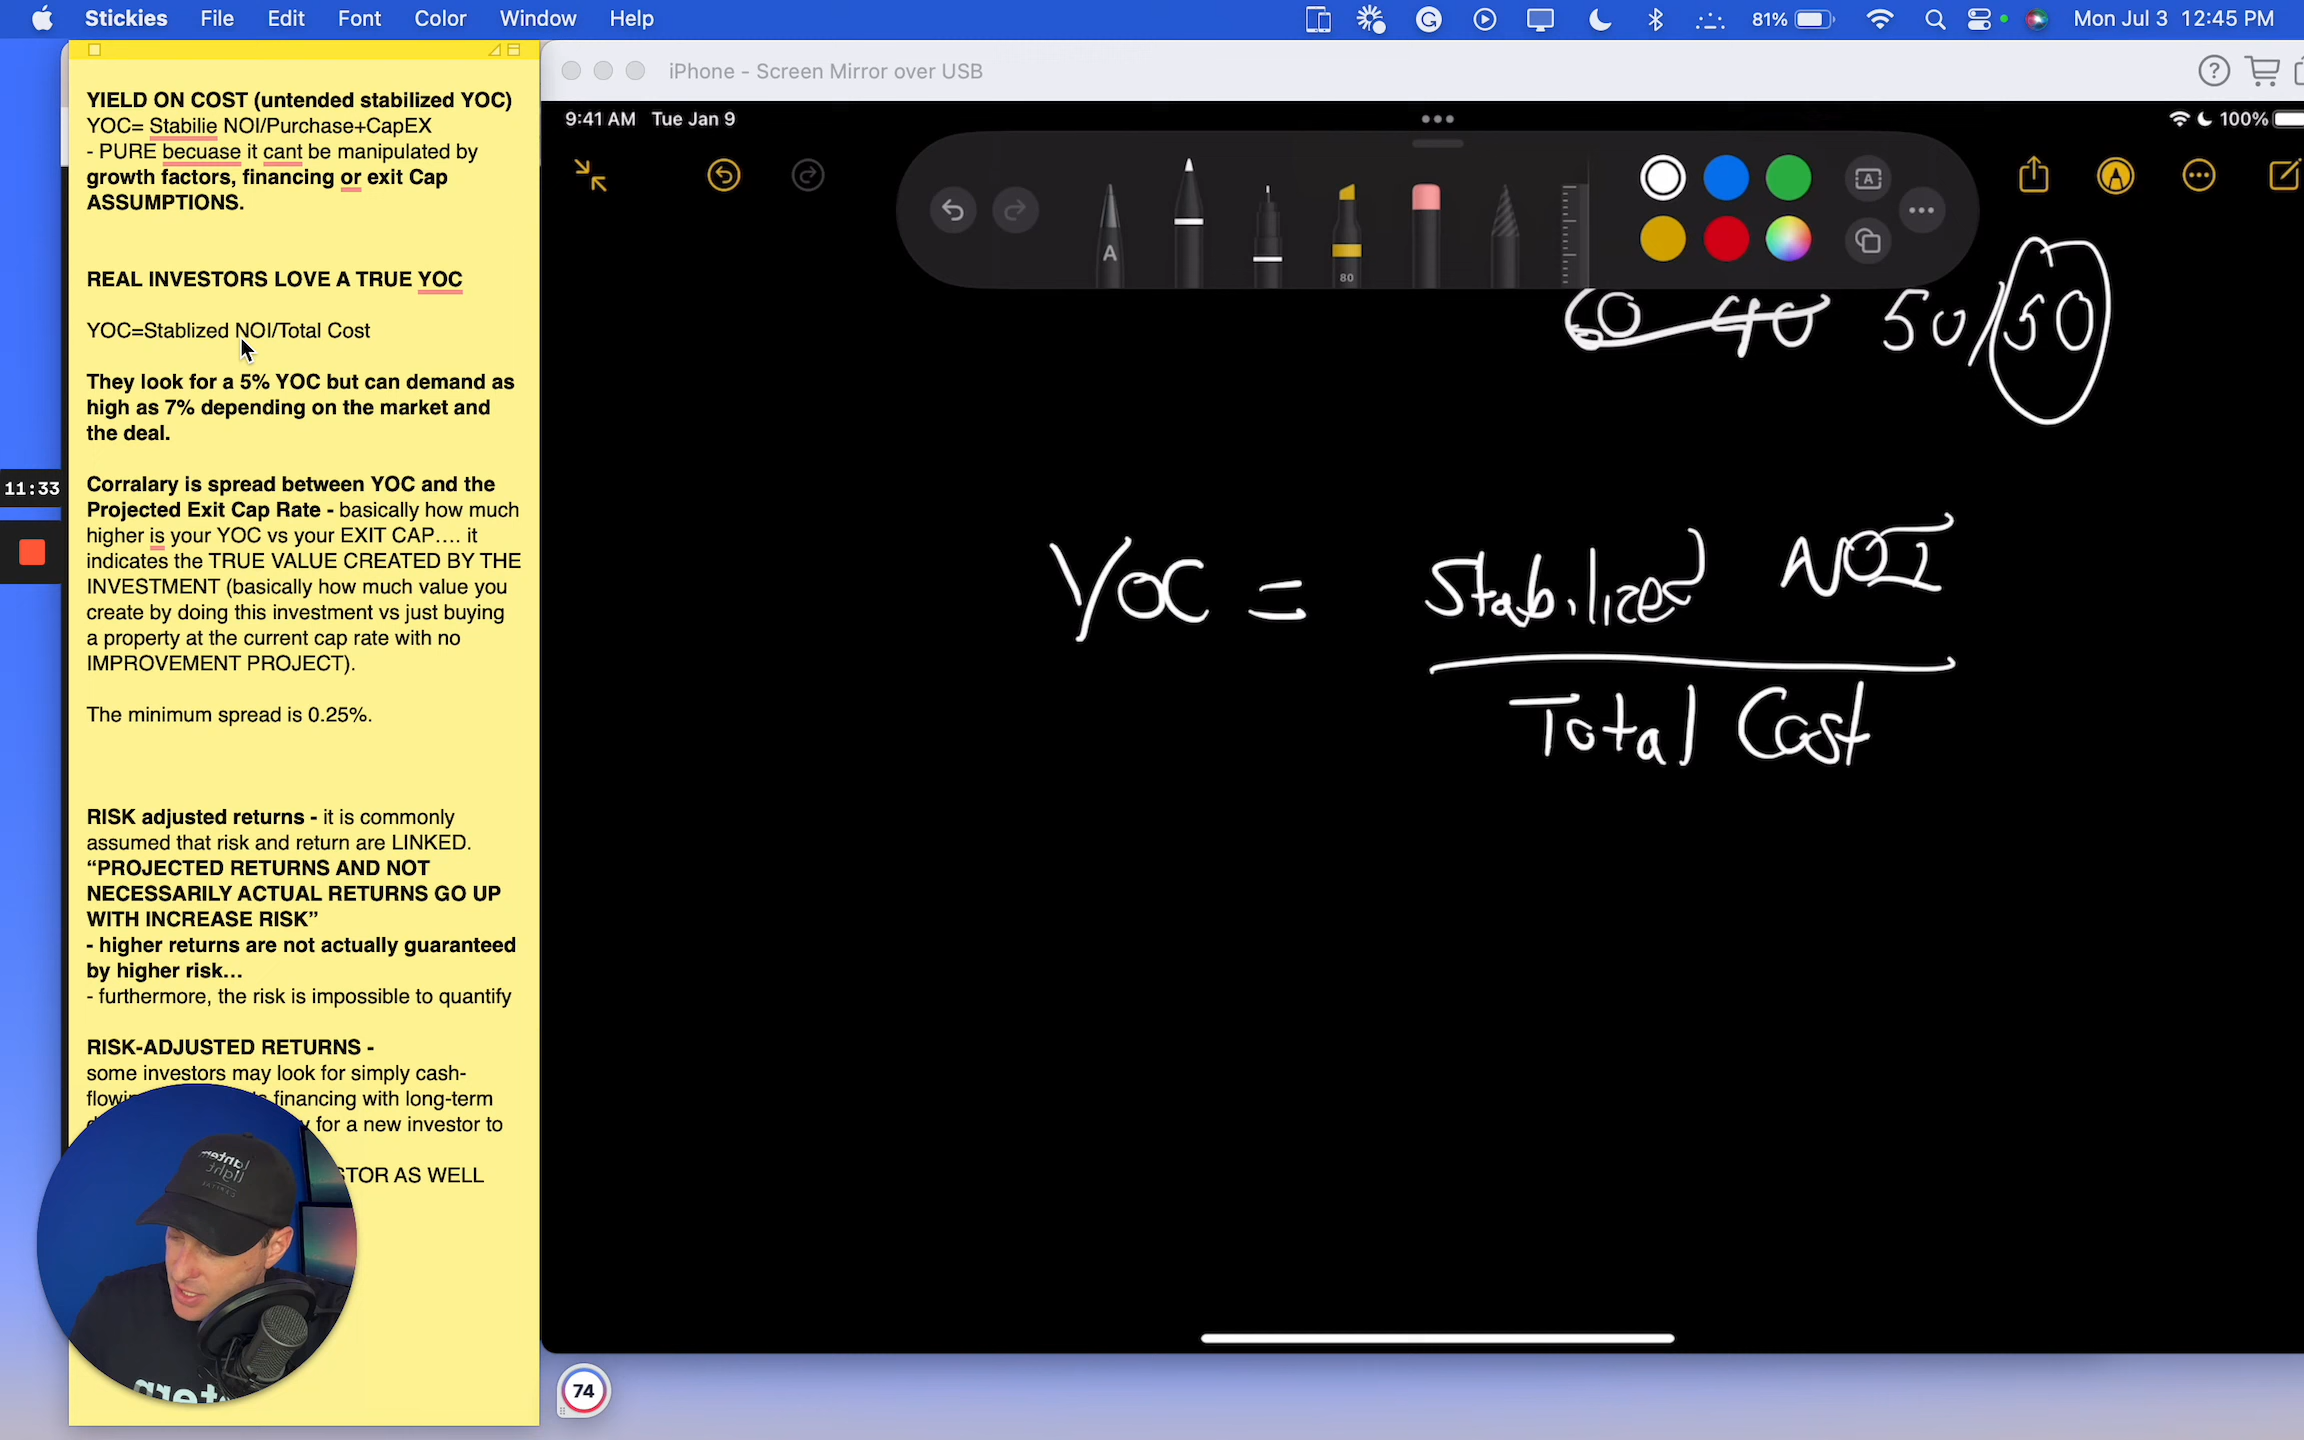 Stickies File Edit Font Color Window Help 81% Mon Jul 3 12:45 PM
YIELD ON COST (untended stabilized YOC)
YOC= Stabilie NOI/Purchase+CapEX
- PURE becuase it cant be manipulated by
growth factors, financing or exit Cap
ASSUMPTIONS.
REAL INVESTORS LOVE A TRUE YOC
YOC=Stablized NOI/Total Cost
They look for a 5% YOC but can demand as
high as 7% depending on the market and
the deal.
Corralary is spread between YOC and the
Projected Exit Cap Rate - basically how much
higher is your YOC vs your EXIT CAP.... it
indicates the TRUE VALUE CREATED BY THE
INVESTMENT (basically how much value you
create by doing this investment vs just buying
a property at the current cap rate with no
IMPROVEMENT PROJECT).
The minimum spread is 0.25%.
RISK adjusted returns - it is commonly
assumed that risk and return are LINKED.
“PROJECTED RETURNS AND NOT
NECESSARILY ACTUAL RETURNS GO UP
WITH INCREASE RISK”
- higher returns are not actually guaranteed
by higher risk...
- furthermore, the risk is impossible to quantify
RISK-ADJUSTED RETURNS -
some investors may look for simply cash-
financing with long-term
for a new investor to
AS WELL
11:33
lantern
light
CAPITAL
iPhone - Screen Mirror over USB
9:41 AM Tue Jan 9 100%
A 80 A
60 40 50/50
YOC = Stabilized NOI
Total Cost
74